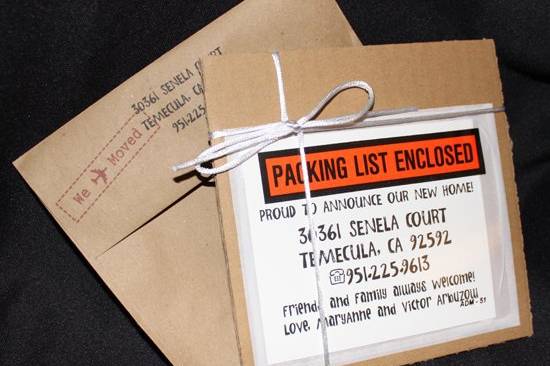 30361 SENELA COURT
TEMECULA, CA
951-225
We Moved
PACKING LIST ENCLOSED
PROUD TO ANNOUNCE OUR NEW HOME!
30361 SENELA COURT
TEMECULA, CA 92592
951-225-9613
Friends and Family always welcome!
Love, Maryanne and Victor Arbuzow